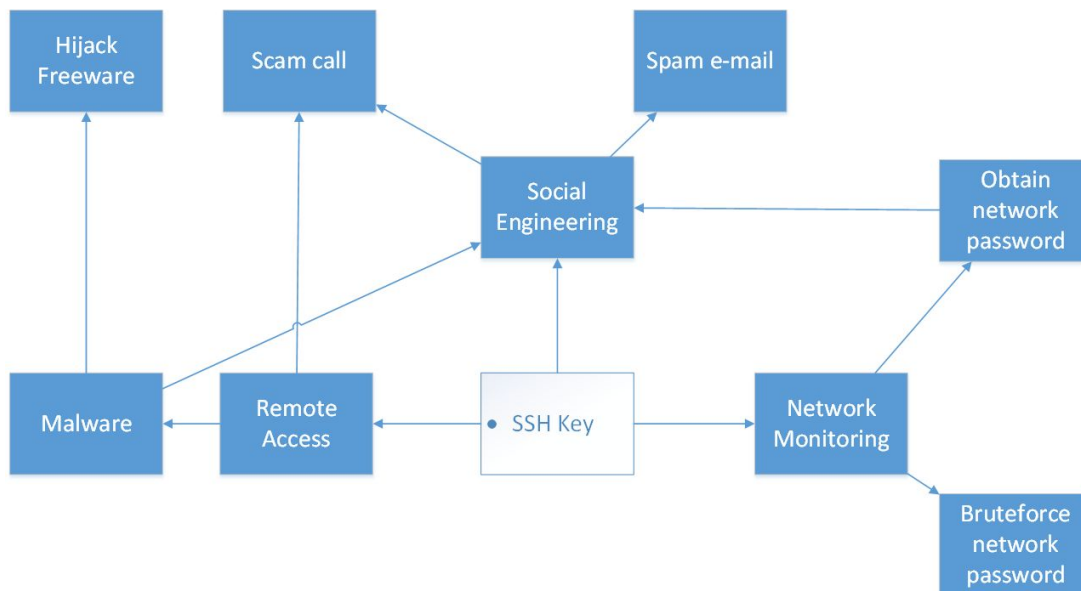 Hijack
Freeware
Scam call
Spam e-mail
Social
Engineering
Obtain
network
password
Malware
Remote
Access
• SSH Key
Network
Monitoring
Bruteforce
network
password